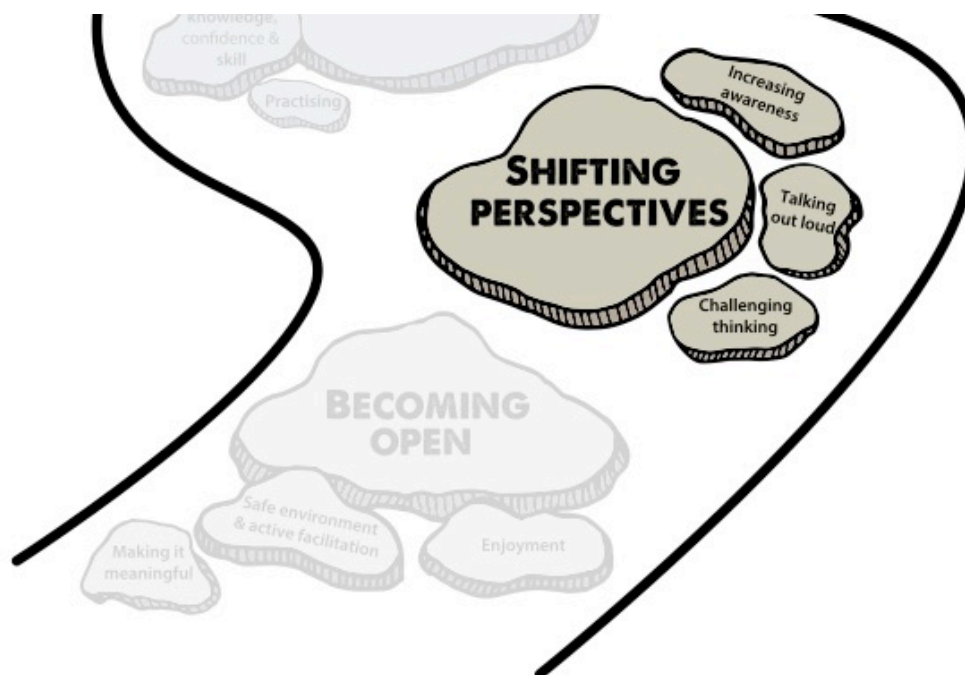 knowledge,
confidence &
skill
Practising
Increasing
awareness
SHIFTING
PERSPECTIVES
Talking
out loud
Challenging
thinking
BECOMING
OPEN
Safe environment
& active facilitation
Making it
meaningful
Enjoyment